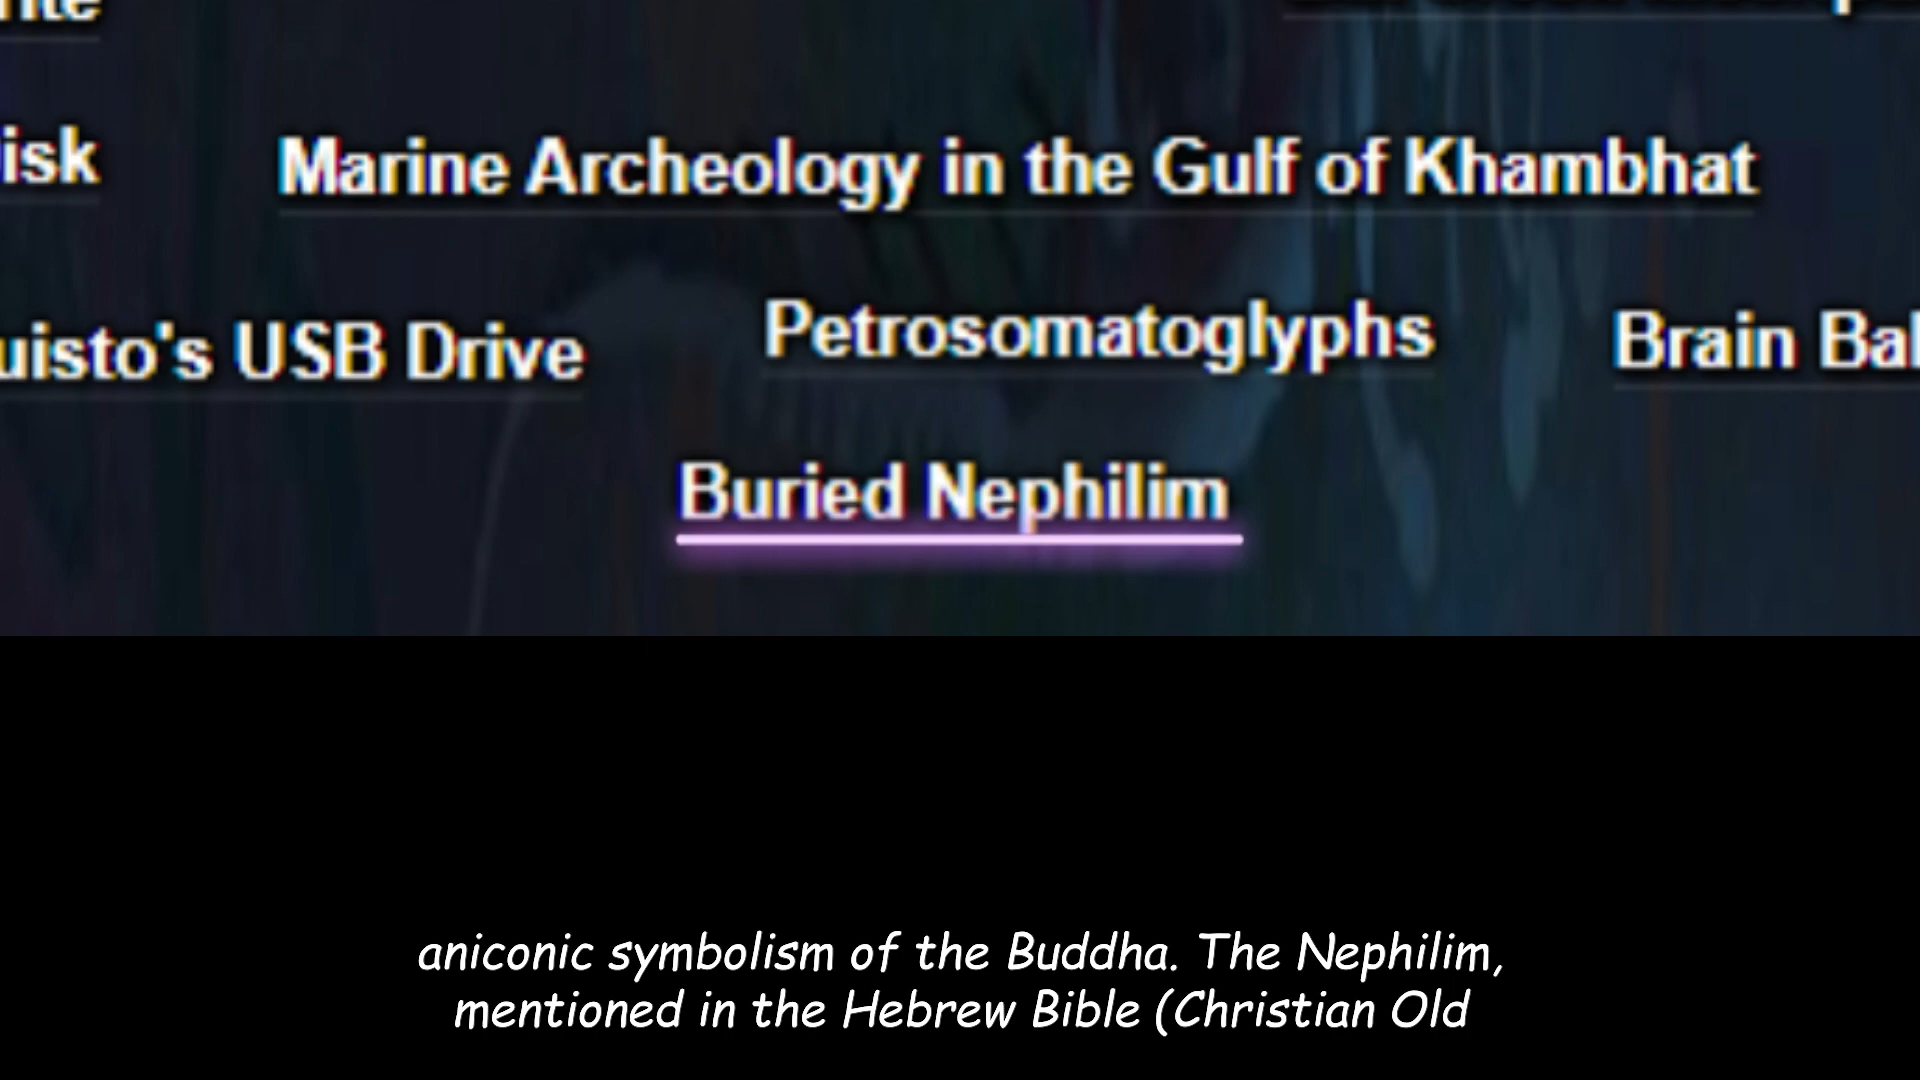 isk
Marine Archeology in the Gulf of Khambhat
uisto's USB Drive
Petrosomatoglyphs
Brain Bal
Buried Nephilim
aniconic symbolism of the Buddha. The Nephilim,
mentioned in the Hebrew Bible (Christian Old